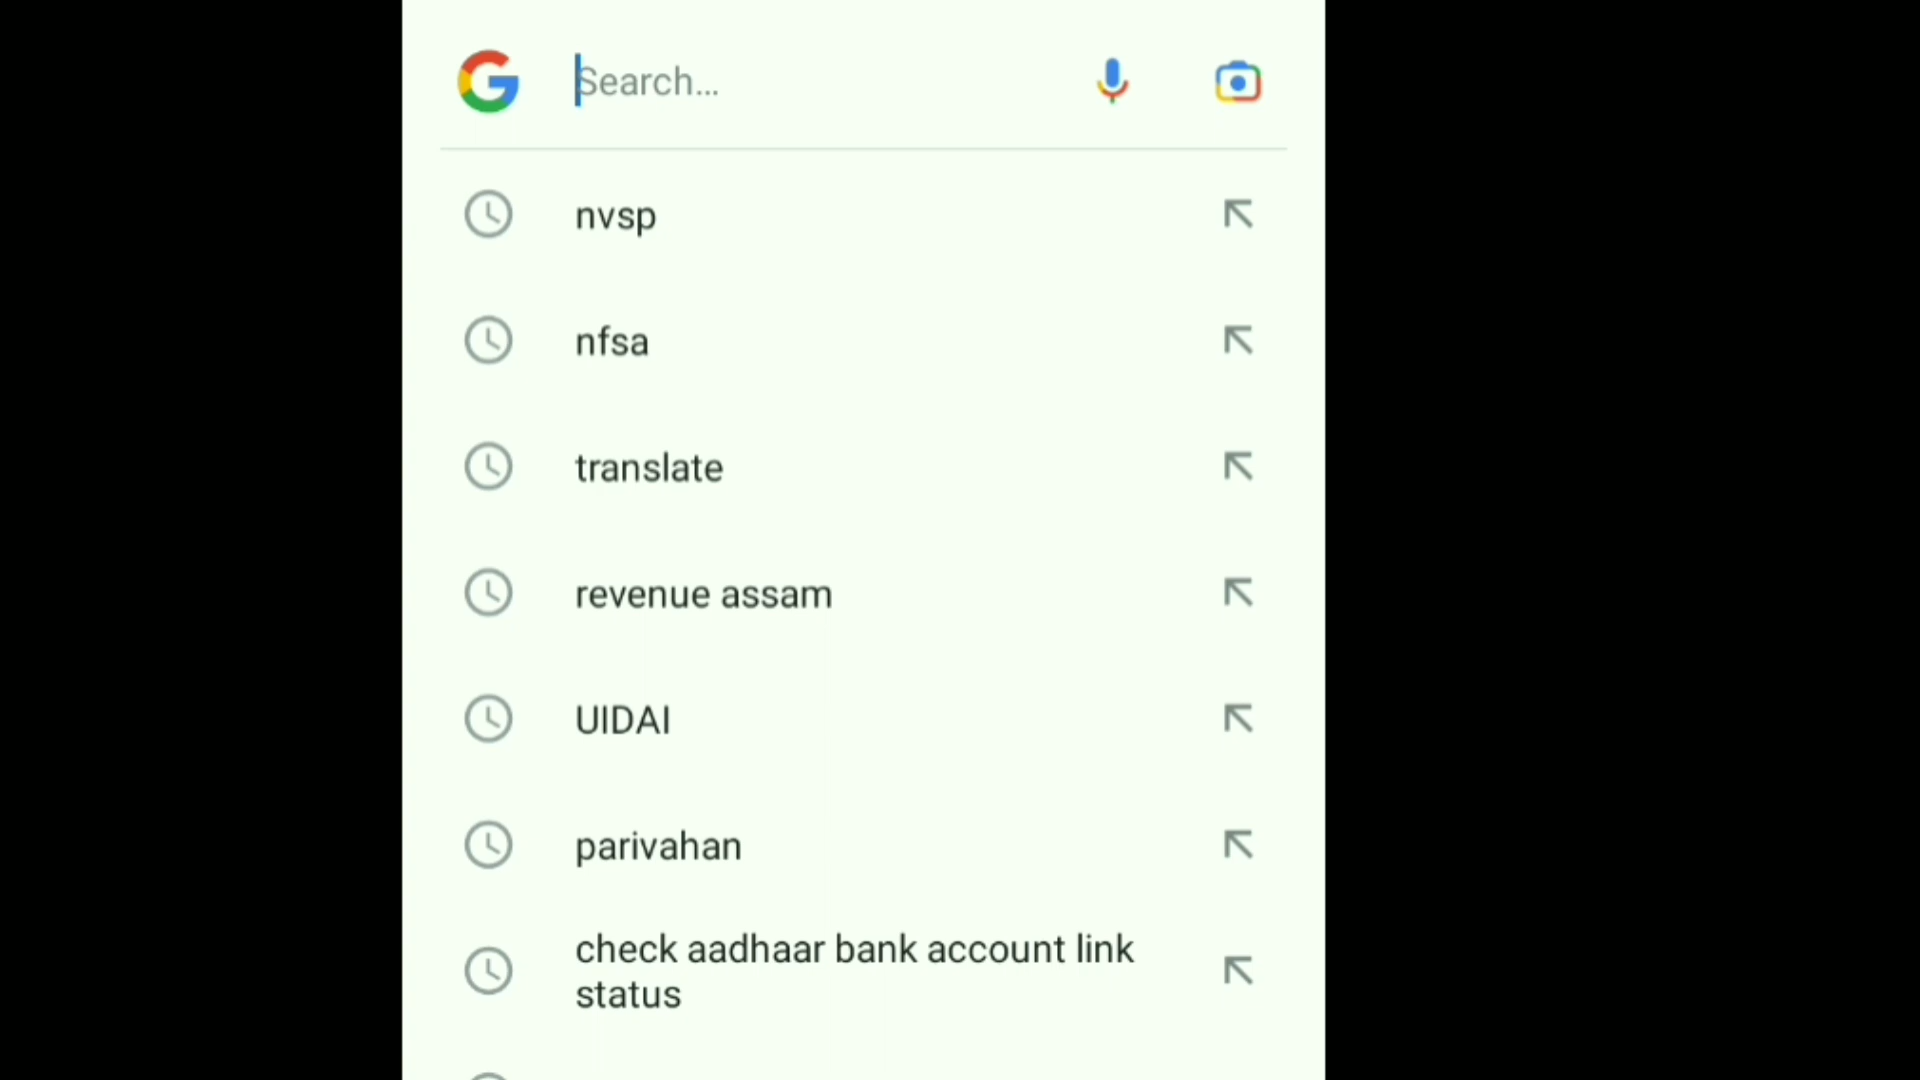 Search...
nvsp
nfsa
translate
revenue assam
UIDAI
parivahan
check aadhaar bank account link
status